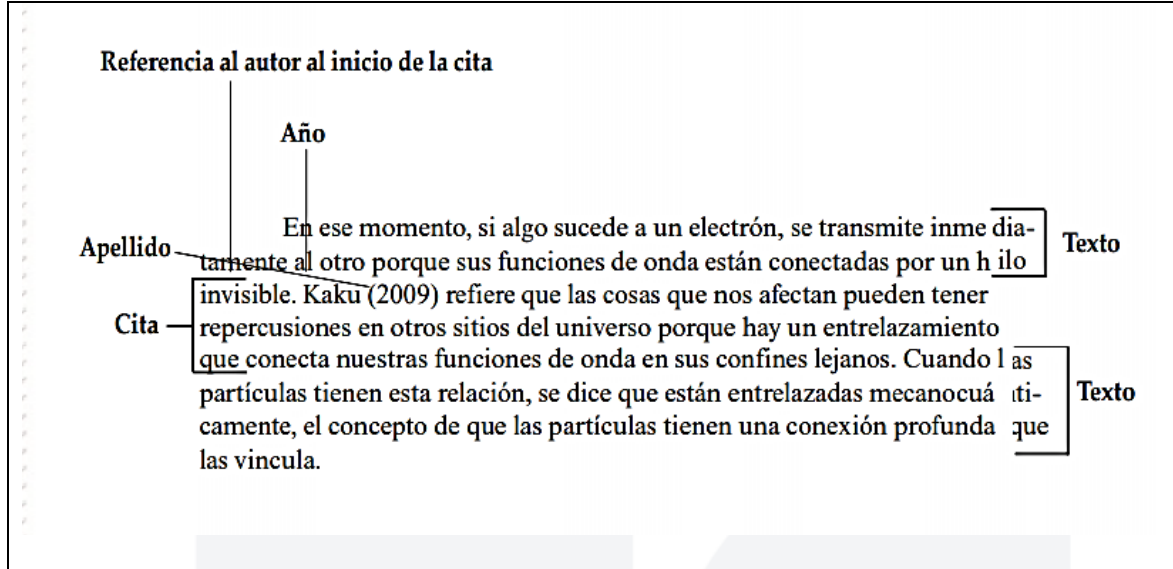 Referencia al autor al inicio de la cita
Año
En ese momento, si algo sucede a un electrón, se transmite inme dia-
Texto
Apellido
tamente al otro porque sus funciones de onda están conectadas por un h ilo
invisible. Kaku (2009) refiere que las cosas que nos afectan pueden tener
Cita
repercusiones en otros sitios del universo porque hay un entrelazamiento
que conecta nuestras funciones de onda en sus confines lejanos. Cuando l as
partículas tienen esta relación, se dice que están entrelazadas mecanocuá nti-
Texto
camente, el concepto de que las partículas tienen una conexión profunda que
las vincula.